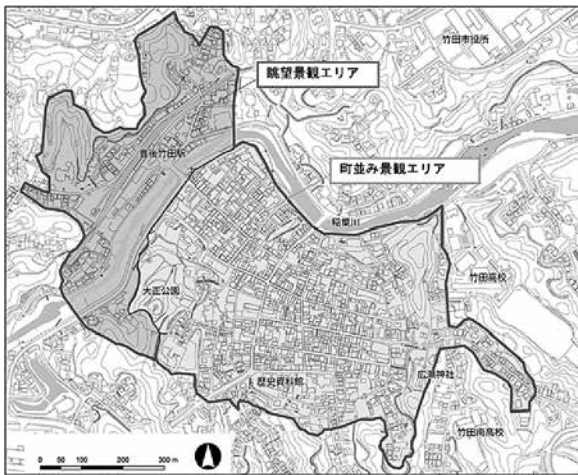 竹田市役所
眺望景観エリア
豊後竹田駅
町並み景観エリア
稲葉川
竹田高校
大正公園
歴史資料館
広瀬神社
竹田南高校
0 50 100 200 300 m